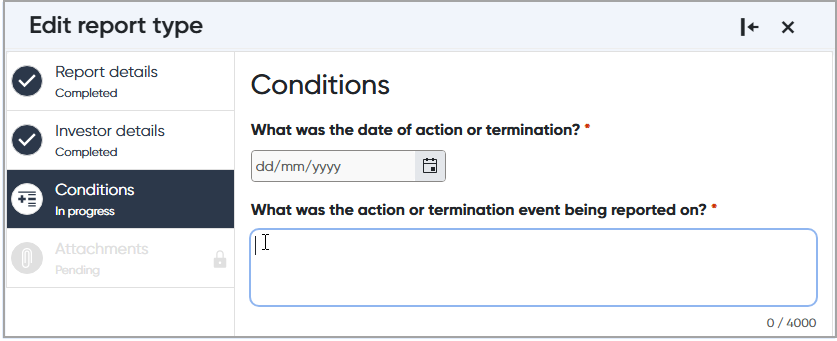 Edit report type
Report details
Completed
Investor details
Completed
Conditions
In progress
Attachments
Pending
Conditions
What was the date of action or termination? *
dd/mm/yyyy
What was the action or termination event being reported on? *
0 / 4000